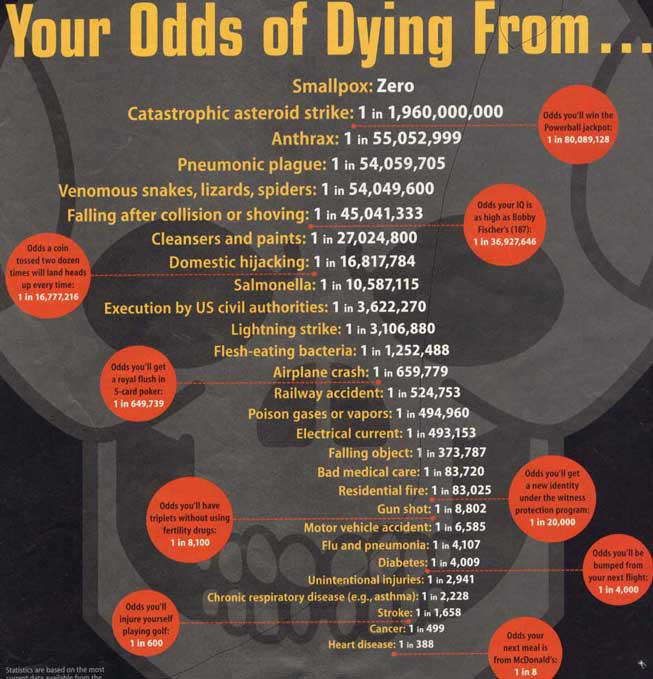 Your Odds of Dying From...
Smallpox: Zero
Catastrophic asteroid strike: 1 in 1,960,000,000
Odds you'll win the
Powerball jackpot:
1 in 80,089,128
Anthrax: 1 in 55,052,999
Pneumonic plague: 1 in 54,059,705
Venomous snakes, lizards, spiders: 1 in 54,049,600
Falling after collision or shoving: 1 in 45,041,333
Odds your IQ is
as high as Bobby
Fischer's (187):
1 in 36,927,646
Cleansers and paints: 1 in 27,024,800
Domestic hijacking: 1 in 16,817,784
Odds a coin
tossed two dozen
times will land heads
up every time:
1 in 16,777,216
Salmonella: 1 in 10,587,115
Execution by US civil authorities: 1 in 3,622,270
Lightning strike: 1 in 3,106,880
Flesh-eating bacteria: 1 in 1,252,488
Airplane crash: 1 in 659,779
Odds you'll get
a royal flush in
5-card poker:
1 in 649,739
Railway accident: 1 in 524,753
Poison gases or vapors: 1 in 494,960
Electrical current: 1 in 493,153
Falling object: 1 in 373,787
Bad medical care: 1 in 83,720
Residential fire: 1 in 83,025
Odds you'll get
a new identity
under the witness
protection program:
1 in 20,000
Gun shot: 1 in 8,802
Odds you'll have
triplets without using
fertility drugs:
1 in 8,100
Motor vehicle accident: 1 in 6,585
Flu and pneumonia: 1 in 4,107
Diabetes: 1 in 4,009
Odds you'll be
bumped from
your next flight:
1 in 4,000
Unintentional injuries: 1 in 2,941
Chronic respiratory disease (e.g., asthma): 1 in 2,228
Stroke: 1 in 1,658
Odds you'll
injure yourself
playing golf:
1 in 600
Cancer: 1 in 499
Heart disease: 1 in 388
Odds your
next meal is
from McDonald's:
1 in 8
Statistics are based on the most
current data available from the